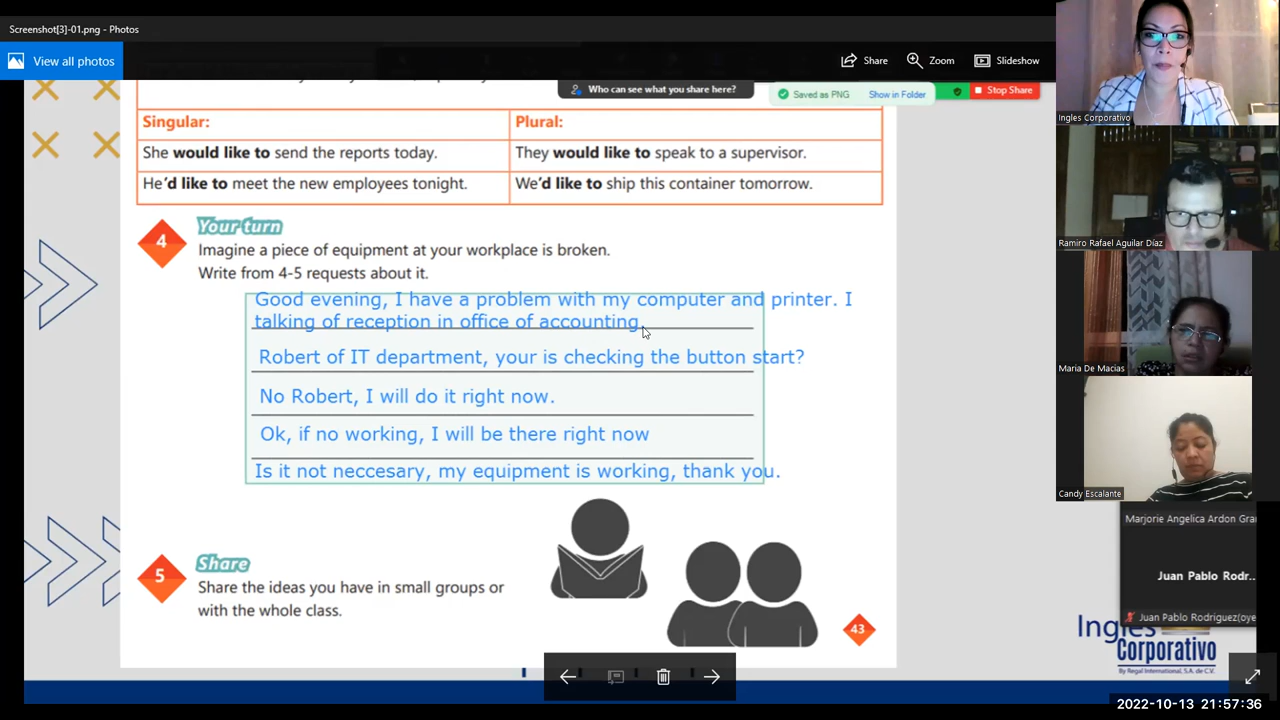 Screenshot[3]-01.png - Photos
View all photos
Share
Zoom
Slideshow
Who can see what you share here?
Saved as PNG
Show in Folder
Stop Share
Singular:
Plural:
She would like to send the reports today.
They would like to speak to a supervisor.
He'd like to meet the new employees tonight.
We'd like to ship this container tomorrow.
4
Your turn
Imagine a piece of equipment at your workplace is broken.
Write from 4-5 requests about it.
Good evening, I have a problem with my computer and printer. I
talking of reception in office of accounting.
Robert of IT department, your is checking the button start?
No Robert, I will do it right now.
Ok, if no working, I will be there right now
Is it not neccesary, my equipment is working, thank you.
5
Share
Share the ideas you have in small groups or
with the whole class.
43
Ingles Corporativo
Ramiro Rafael Aguilar Díaz
Maria De Macias
Candy Escalante
Marjorie Angelica Ardon Gra
Juan Pablo Rodr...
Juan Pablo Rodriguez(oye
Ingles
Corporativo
By Regal International, S.A. de C.V.
2022-10-13 21:57:36